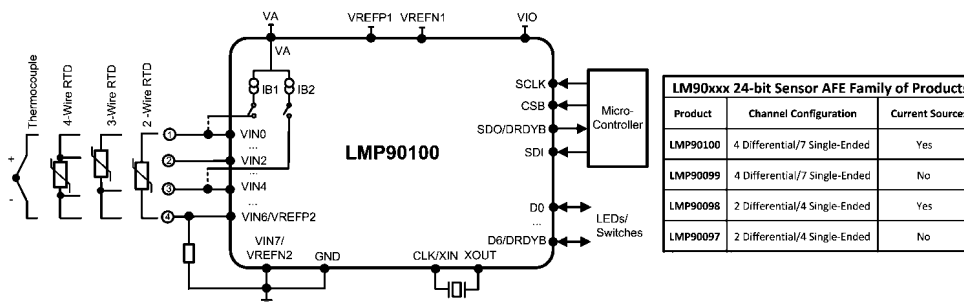 VA
VREFP1
VREFN1
VIO
VA
IB1
IB2
Thermocouple
4-Wire RTD
3-Wire RTD
2-Wire RTD
+
-
1
2
3
4
VIN0
...
VIN2
...
VIN4
...
VIN6/VREFP2
VIN7/
VREFN2
GND
CLK/XIN
XOUT
LMP90100
SCLK
CSB
SDO/DRDYB
SDI
D0
...
D6/DRDYB
Micro-
Controller
LEDs/
Switches
LM90xxx 24-bit Sensor AFE Family of Products
Product Channel Configuration Current Sources
LMP90100 4 Differential/7 Single-Ended Yes
LMP90099 4 Differential/7 Single-Ended No
LMP90098 2 Differential/4 Single-Ended Yes
LMP90097 2 Differential/4 Single-Ended No